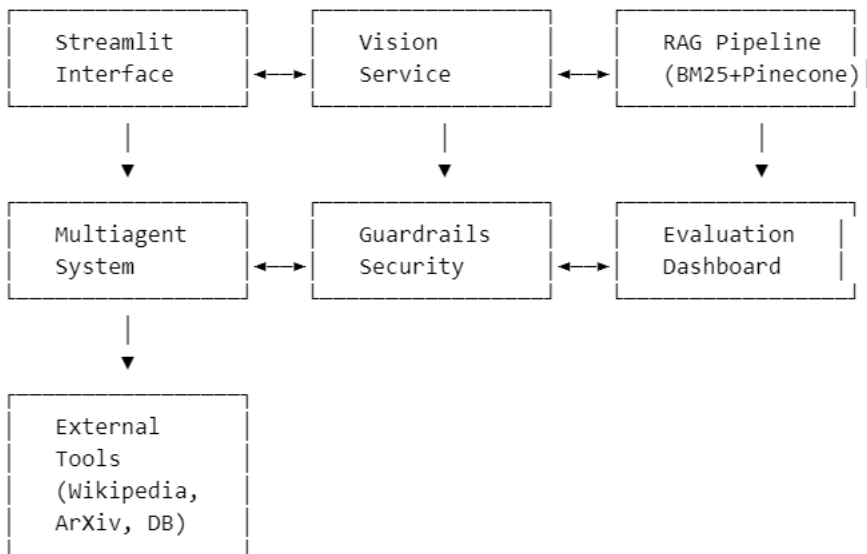 Streamlit
Interface
Vision
Service
RAG Pipeline
(BM25+Pinecone)
Multiagent
System
Guardrails
Security
Evaluation
Dashboard
External
Tools
(Wikipedia,
ArXiv, DB)